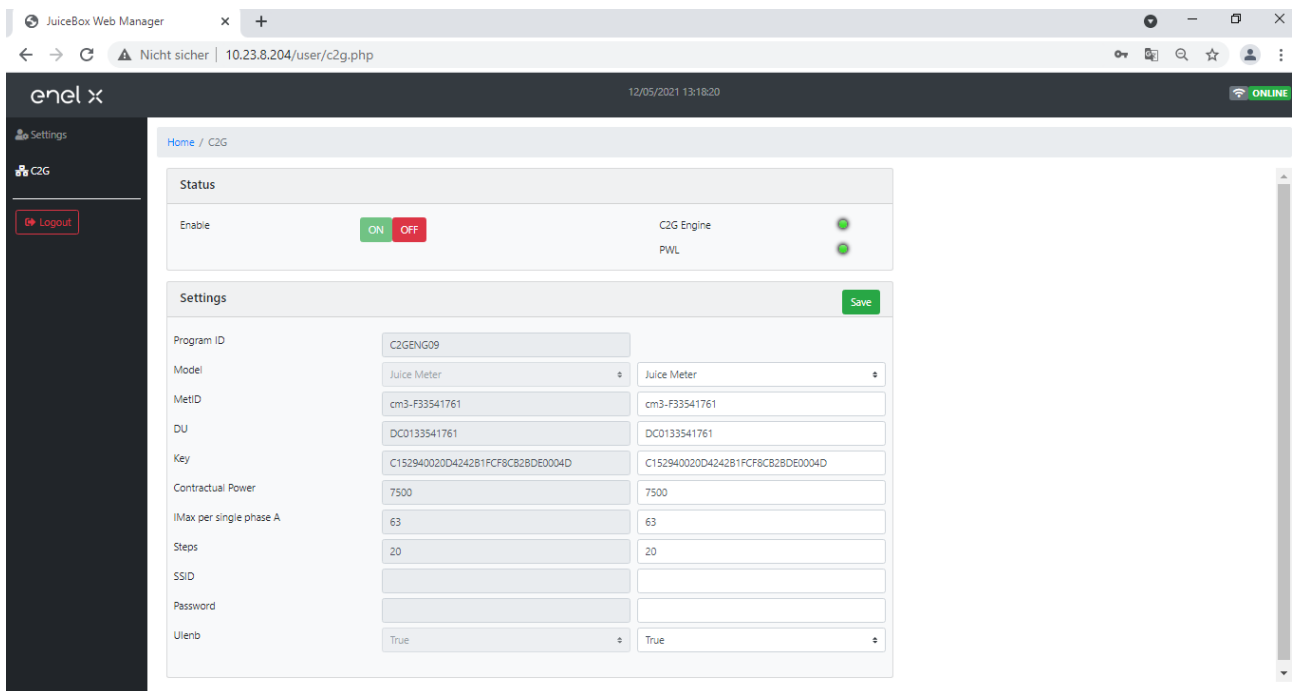 JuiceBox Web Manager
Nicht sicher | 10.23.8.204/user/c2g.php
enel x
12/05/2021 13:18:20
ONLINE
Settings
C2G
Logout
Home / C2G
Status
Enable
ON OFF
C2G Engine
PWL
Settings
Save
Program ID C2GENG09
Model Juice Meter Juice Meter
MetID cm3-F33541761 cm3-F33541761
DU DC0133541761 DC0133541761
Key C152940020D4242B1FCF8CB2BDE0004D C152940020D4242B1FCF8CB2BDE0004D
Contractual Power 7500 7500
IMax per single phase A 63 63
Steps 20 20
SSID
Password
Ulenb True True